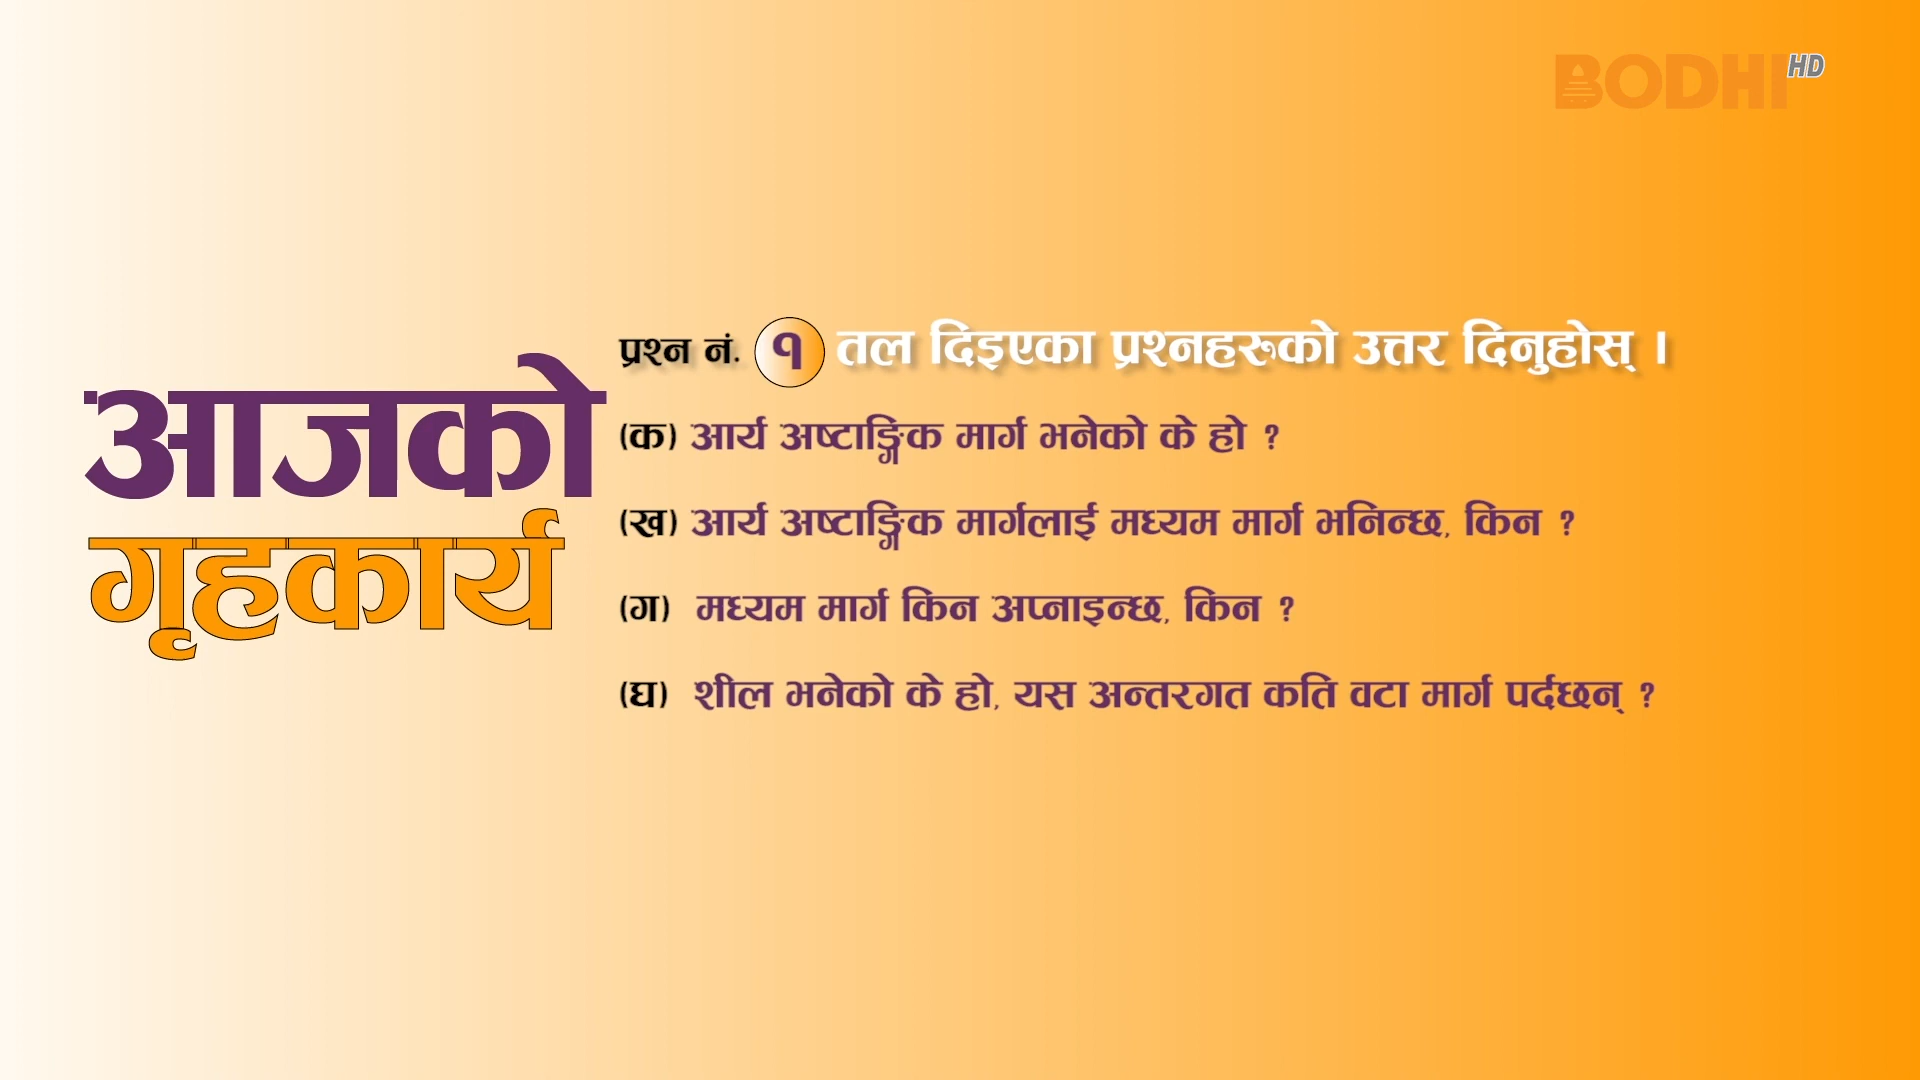 BODHI HD
आजको
गृहकार्य
प्रश्न नं. १ तल दिइएका प्रश्नहरुको उत्तर दिनुहोस् ।
(क) आर्य अष्टाङ्गिक मार्ग भनेको के हो ?
(ख) आर्य अष्टाङ्गिक मार्गलाई मध्यम मार्ग भनिन्छ, किन ?
(ग) मध्यम मार्ग किन अप्नाइन्छ, किन ?
(घ) शील भनेको के हो, यस अन्तरगत कति वटा मार्ग पर्दछन् ?